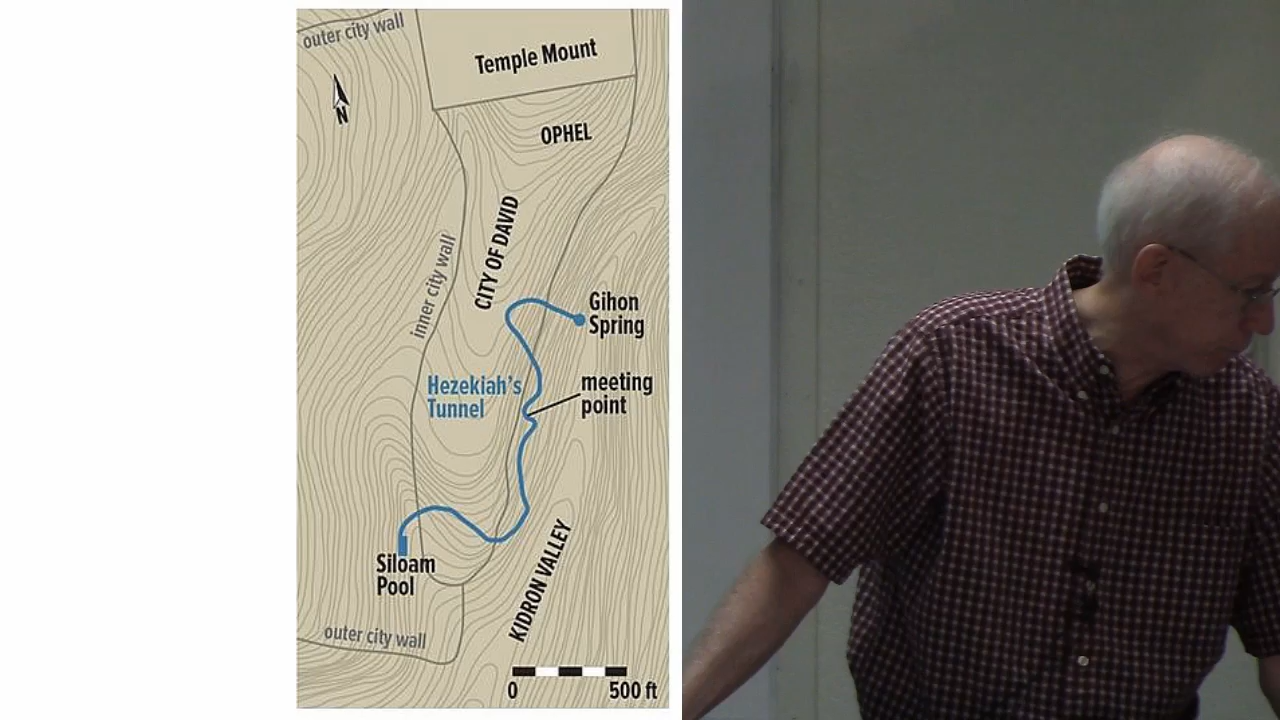 outer city wall
Temple Mount
N
OPHEL
CITY OF DAVID
inner city wall
Gihon
Spring
Hezekiah's
Tunnel
meeting
point
Siloam
Pool
KIDRON VALLEY
outer city wall
0 500 ft